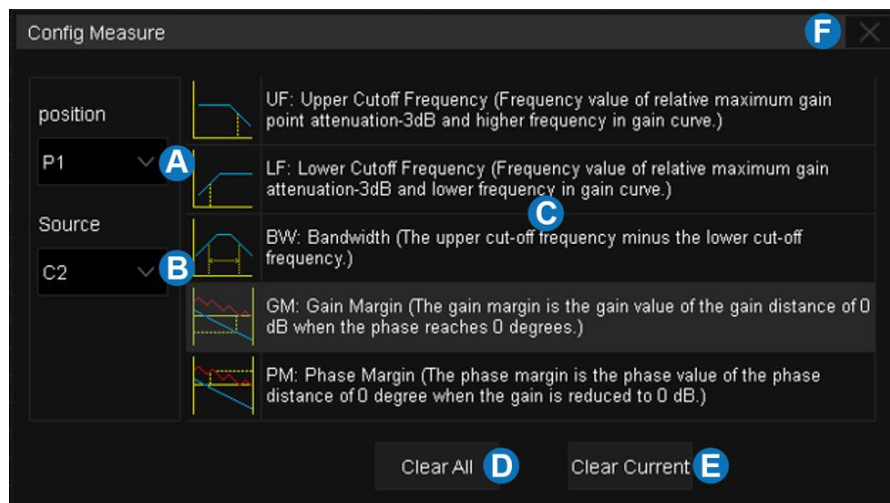 Config Measure
F
position
P1
A
Source
C2
B
UF: Upper Cutoff Frequency (Frequency value of relative maximum gain
point attenuation-3dB and higher frequency in gain curve.)
LF: Lower Cutoff Frequency (Frequency value of relative maximum gain
attenuation-3dB and lower frequency in gain curve.)
C
BW: Bandwidth (The upper cut-off frequency minus the lower cut-off
frequency.)
GM: Gain Margin (The gain margin is the gain value of the gain distance of 0
dB when the phase reaches 0 degrees.)
PM: Phase Margin (The phase margin is the phase value of the phase
distance of 0 degree when the gain is reduced to 0 dB.)
Clear All
D
Clear Current
E